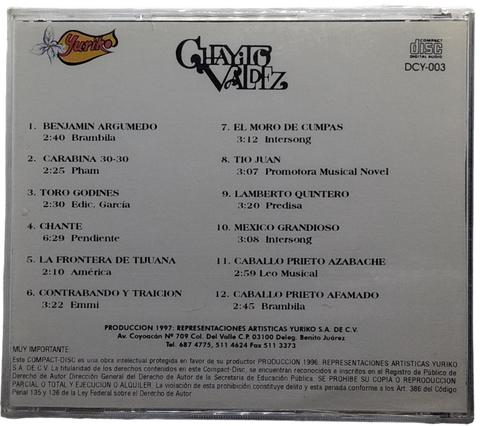 Yuriko
CHAYITO
VALDEZ
COMPACT
disc
DIGITAL AUDIO
DCY-003
1. BENJAMIN ARGUMEDO
2:40 Brambila
2. CARABINA 30-30
2:25 Pham
3. TORO GODINES
2:30 Edic. García
4. CHANTE
6:29 Pendiente
5. LA FRONTERA DE TIJUANA
2:10 América
6. CONTRABANDO Y TRAICION
3:22 Emmi
7. EL MORO DE CUMPAS
3:12 Intersong
8. TIO JUAN
3:07 Promotora Musical Novel
9. LAMBERTO QUINTERO
3:20 Predisa
10. MEXICO GRANDIOSO
3:08 Intersong
11. CABALLO PRIETO AZABACHE
2:59 Leo Musical
12. CABALLO PRIETO AFAMADO
2:45 Brambila
PRODUCCION 1997: REPRESENTACIONES ARTISTICAS YURIKO S.A. DE C.V.
Av. Coyoacán Nº 709 Col. Del Valle C.P. 03100 Deleg. Benito Juárez
Tel. 687 4775, 511 4624 Fax 511 3373
MUY IMPORTANTE:
Este COMPACT-DISC es una obra intelectual protegida en favor de su productor PRODUCCION 1996: REPRESENTACIONES ARTISTICAS YURIKO
S.A. DE C.V. La titularidad de los derechos contenidos en este Compact-Disc, se encuentran reconocidos e inscritos en el Registro de Público de
Derecho de Autor Dirección General del Derecho de Autor de la Secretaria de Educación Pública. SE PROHIBE SU COPIA O REPRODUCCION
PARCIAL O TOTAL Y EJECUCION O ALQUILER. La violación de esta prohibición constituye delito y esta penada conforme a los Art. 386 del Código
Penal 135 y 136 de la Ley Federal sobre el Derecho de Autor